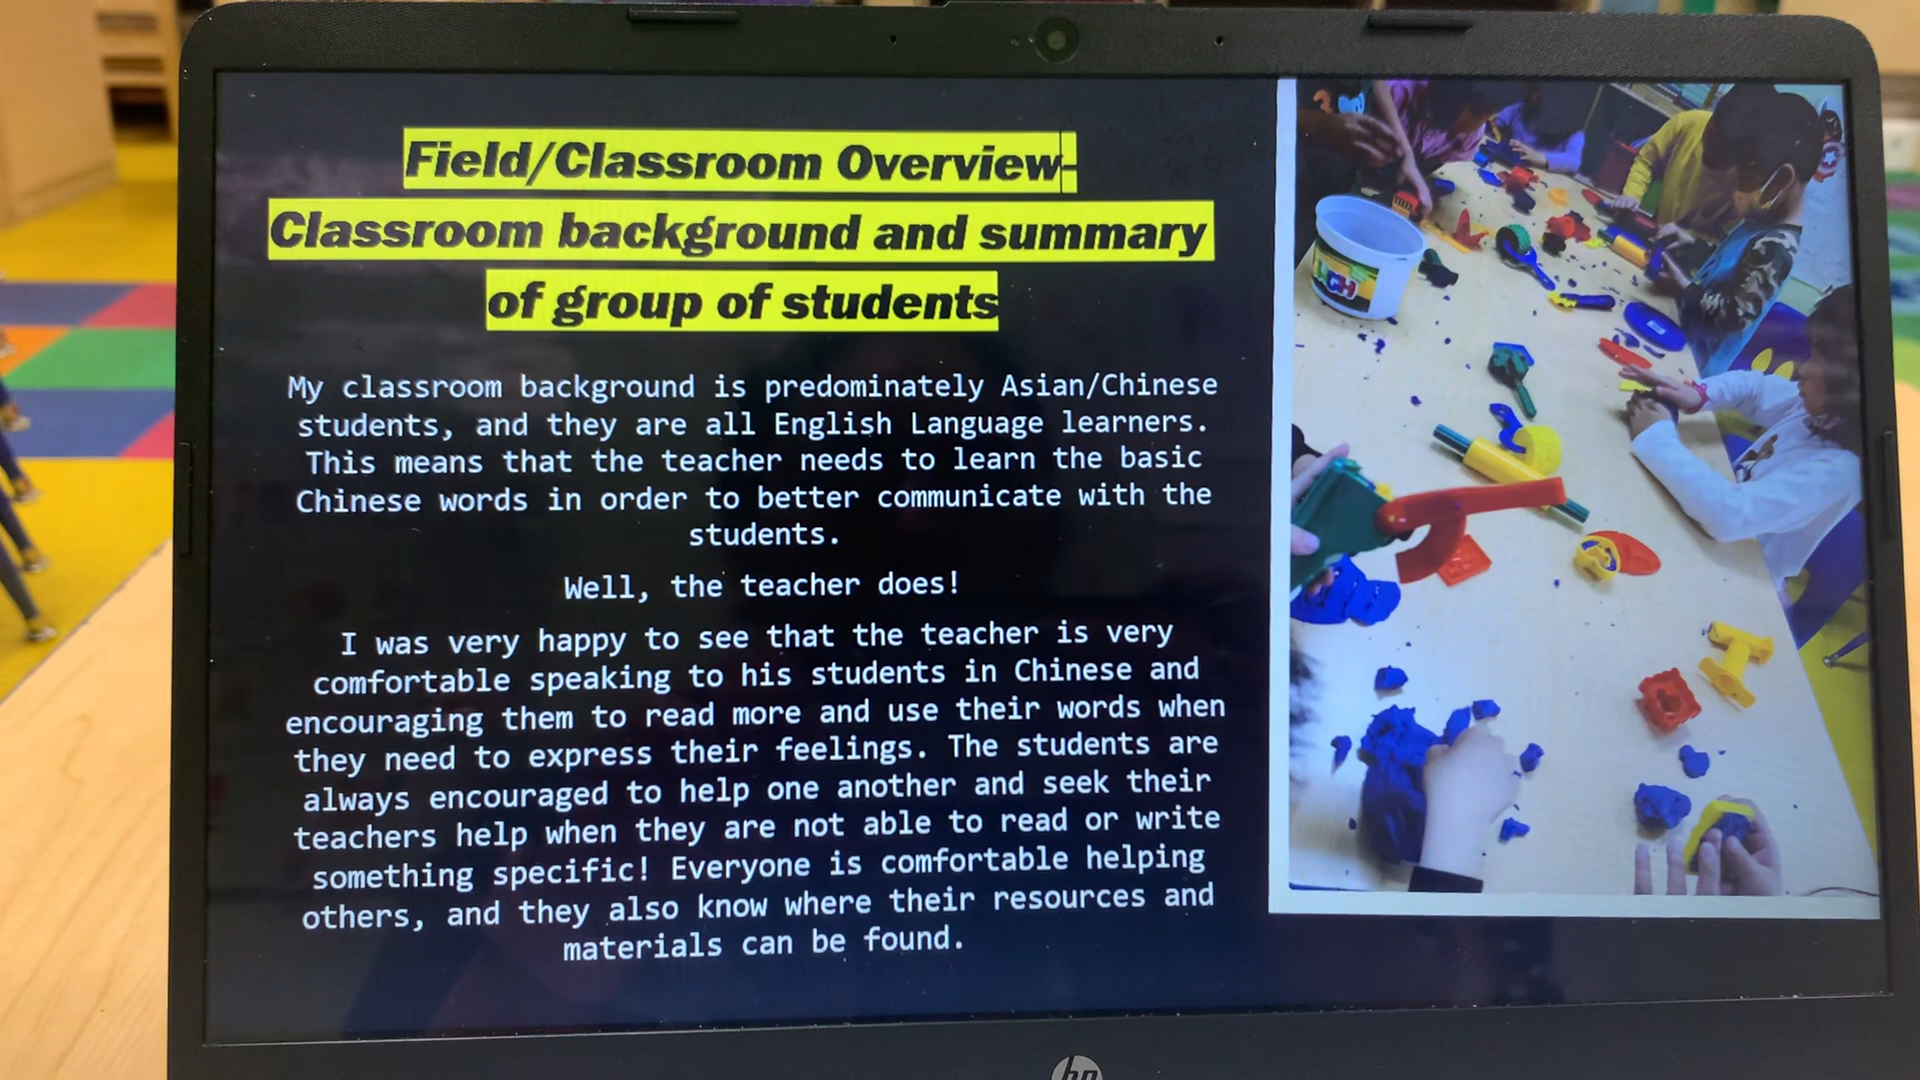 Field/Classroom Overview-
Classroom background and summary
of group of students
My classroom background is predominately Asian/Chinese
students, and they are all English Language learners.
This means that the teacher needs to learn the basic
Chinese words in order to better communicate with the
students.
Well, the teacher does!
I was very happy to see that the teacher is very
comfortable speaking to his students in Chinese and
encouraging them to read more and use their words when
they need to express their feelings. The students are
always encouraged to help one another and seek their
teachers help when they are not able to read or write
something specific! Everyone is comfortable helping
others, and they also know where their resources and
materials can be found.
hp